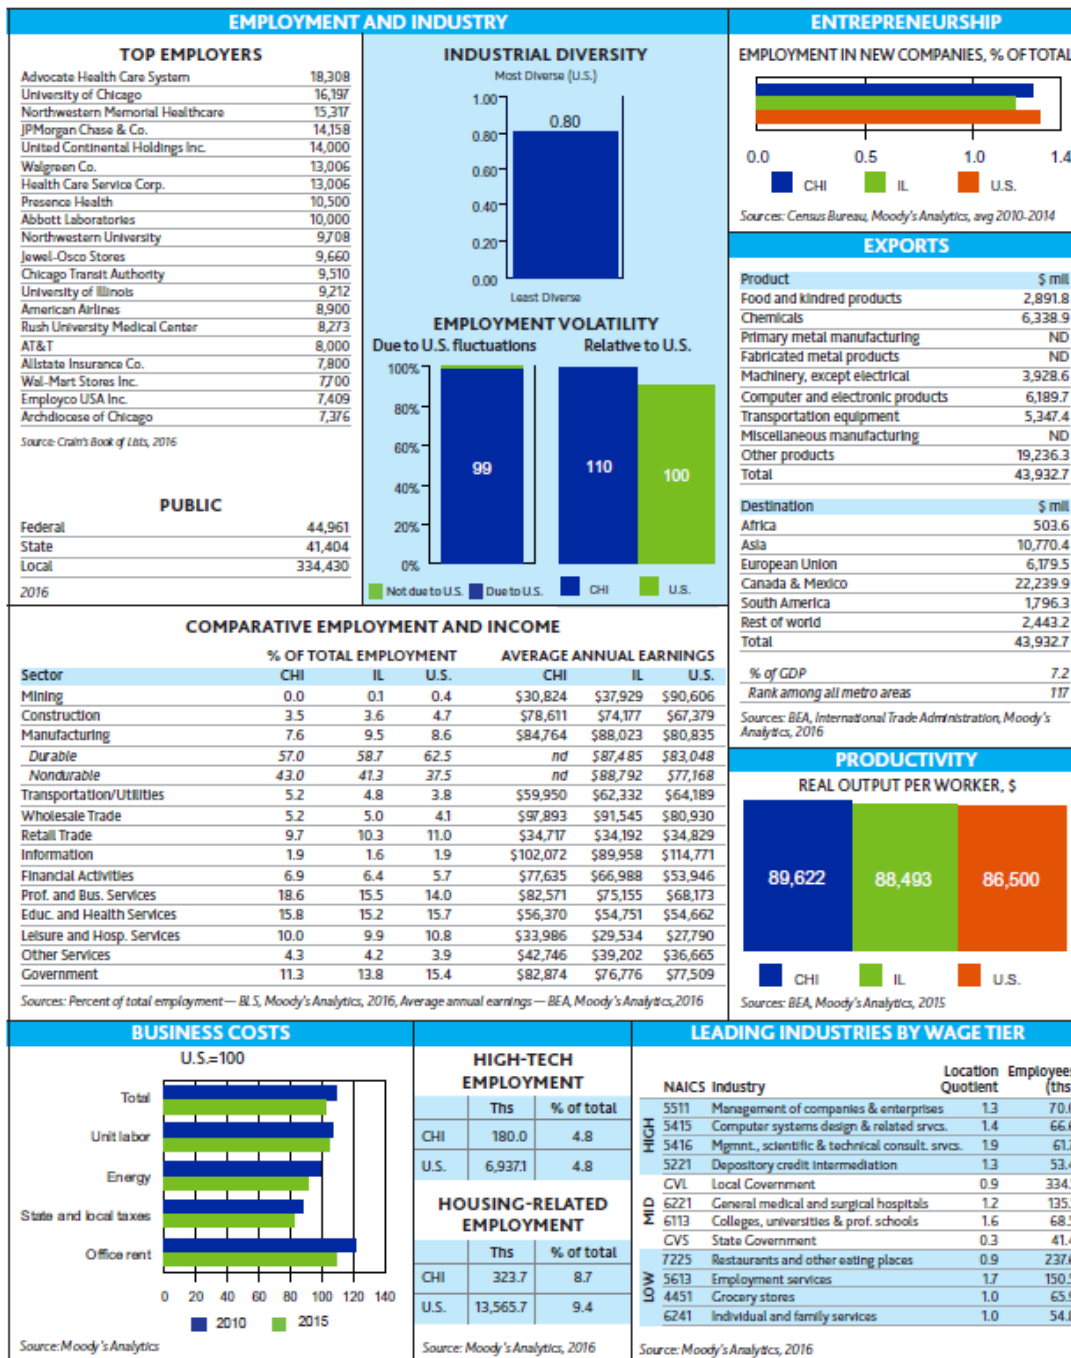 EMPLOYMENT AND INDUSTRY
TOP EMPLOYERS
Advocate Health Care System 18,308
University of Chicago 16,197
Northwestern Memorial Healthcare 15,317
JPMorgan Chase & Co. 14,158
United Continental Holdings Inc. 14,000
Walgreen Co. 13,006
Health Care Service Corp. 13,006
Presence Health 10,500
Abbott Laboratories 10,000
Northwestern University 9,708
Jewel-Osco Stores 9,660
Chicago Transit Authority 9,510
University of Illinois 9,212
American Airlines 8,900
Rush University Medical Center 8,273
AT&T 8,000
Allstate Insurance Co. 7,800
Wal-Mart Stores Inc. 7,700
Employco USA Inc. 7,409
Archdiocese of Chicago 7,376
Source: Crain's Book of Lists, 2016
PUBLIC
Federal 44,961
State 41,404
Local 334,430
2016
INDUSTRIAL DIVERSITY
Most Diverse (U.S.)
1.00
0.80
0.80
0.60
0.40
0.20
0.00
Least Diverse
EMPLOYMENT VOLATILITY
Due to U.S. fluctuations Relative to U.S.
100%
80%
60%
40%
20%
0%
99
110
100
Not due to U.S. Due to U.S. CHI U.S.
ENTREPRENEURSHIP
EMPLOYMENT IN NEW COMPANIES, % OF TOTAL
0.0 0.5 1.0 1.4
CHI IL U.S.
Sources: Census Bureau, Moody's Analytics, avg 2010-2014
EXPORTS
Product $ mil
Food and kindred products 2,891.8
Chemicals 6,338.9
Primary metal manufacturing ND
Fabricated metal products ND
Machinery, except electrical 3,928.6
Computer and electronic products 6,189.7
Transportation equipment 5,347.4
Miscellaneous manufacturing ND
Other products 19,236.3
Total 43,932.7
Destination $ mil
Africa 503.6
Asia 10,770.4
European Union 6,179.5
Canada & Mexico 22,239.9
South America 1,796.3
Rest of world 2,443.2
Total 43,932.7
% of GDP 7.2
Rank among all metro areas 117
Sources: BEA, International Trade Administration, Moody's
Analytics, 2016
COMPARATIVE EMPLOYMENT AND INCOME
% OF TOTAL EMPLOYMENT AVERAGE ANNUAL EARNINGS
Sector CHI IL U.S. CHI IL U.S.
Mining 0.0 0.1 0.4 $30,824 $37,929 $90,606
Construction 3.5 3.6 4.7 $78,611 $74,177 $67,379
Manufacturing 7.6 9.5 8.6 $84,764 $88,023 $80,835
Durable 57.0 58.7 62.5 nd $87,485 $83,048
Nondurable 43.0 41.3 37.5 nd $88,792 $77,168
Transportation/Utilities 5.2 4.8 3.8 $59,950 $62,332 $64,189
Wholesale Trade 5.2 5.0 4.1 $97,893 $91,545 $80,930
Retail Trade 9.7 10.3 11.0 $34,717 $34,192 $34,829
Information 1.9 1.6 1.9 $102,072 $89,958 $114,771
Financial Activities 6.9 6.4 5.7 $77,635 $66,988 $53,946
Prof. and Bus. Services 18.6 15.5 14.0 $82,571 $75,155 $68,173
Educ. and Health Services 15.8 15.2 15.7 $56,370 $54,751 $54,662
Leisure and Hosp. Services 10.0 9.9 10.8 $33,986 $29,534 $27,790
Other Services 4.3 4.2 3.9 $42,746 $39,202 $36,665
Government 11.3 13.8 15.4 $82,874 $76,776 $77,509
Sources: Percent of total employment — BLS, Moody's Analytics, 2016, Average annual earnings — BEA, Moody's Analytics,2016
PRODUCTIVITY
REAL OUTPUT PER WORKER, $
89,622 88,493 86,500
CHI IL U.S.
Sources: BEA, Moody's Analytics, 2015
BUSINESS COSTS
U.S.=100
Total
Unit labor
Energy
State and local taxes
Office rent
0 20 40 60 80 100 120 140
2010 2015
Source: Moody's Analytics
HIGH-TECH
EMPLOYMENT
Ths % of total
CHI 180.0 4.8
U.S. 6,937.1 4.8
HOUSING-RELATED
EMPLOYMENT
Ths % of total
CHI 323.7 8.7
U.S. 13,565.7 9.4
Source: Moody's Analytics, 2016
LEADING INDUSTRIES BY WAGE TIER
Location Employees
NAICS Industry Quotient (ths)
HIGH
5511 Management of companies & enterprises 1.3 70.
5415 Computer systems design & related srvcs. 1.4 66.
5416 Mgmnt., scientific & technical consult. srvcs. 1.9 61.
5221 Depository credit intermediation 1.3 53.
MID
GVL Local Government 0.9 334.
6221 General medical and surgical hospitals 1.2 135.
6113 Colleges, universities & prof. schools 1.6 68.
GVS State Government 0.3 41.
LOW
7225 Restaurants and other eating places 0.9 237.
5613 Employment services 1.7 150.
4451 Grocery stores 1.0 65.
6241 Individual and family services 1.0 54.
Source: Moody's Analytics, 2016